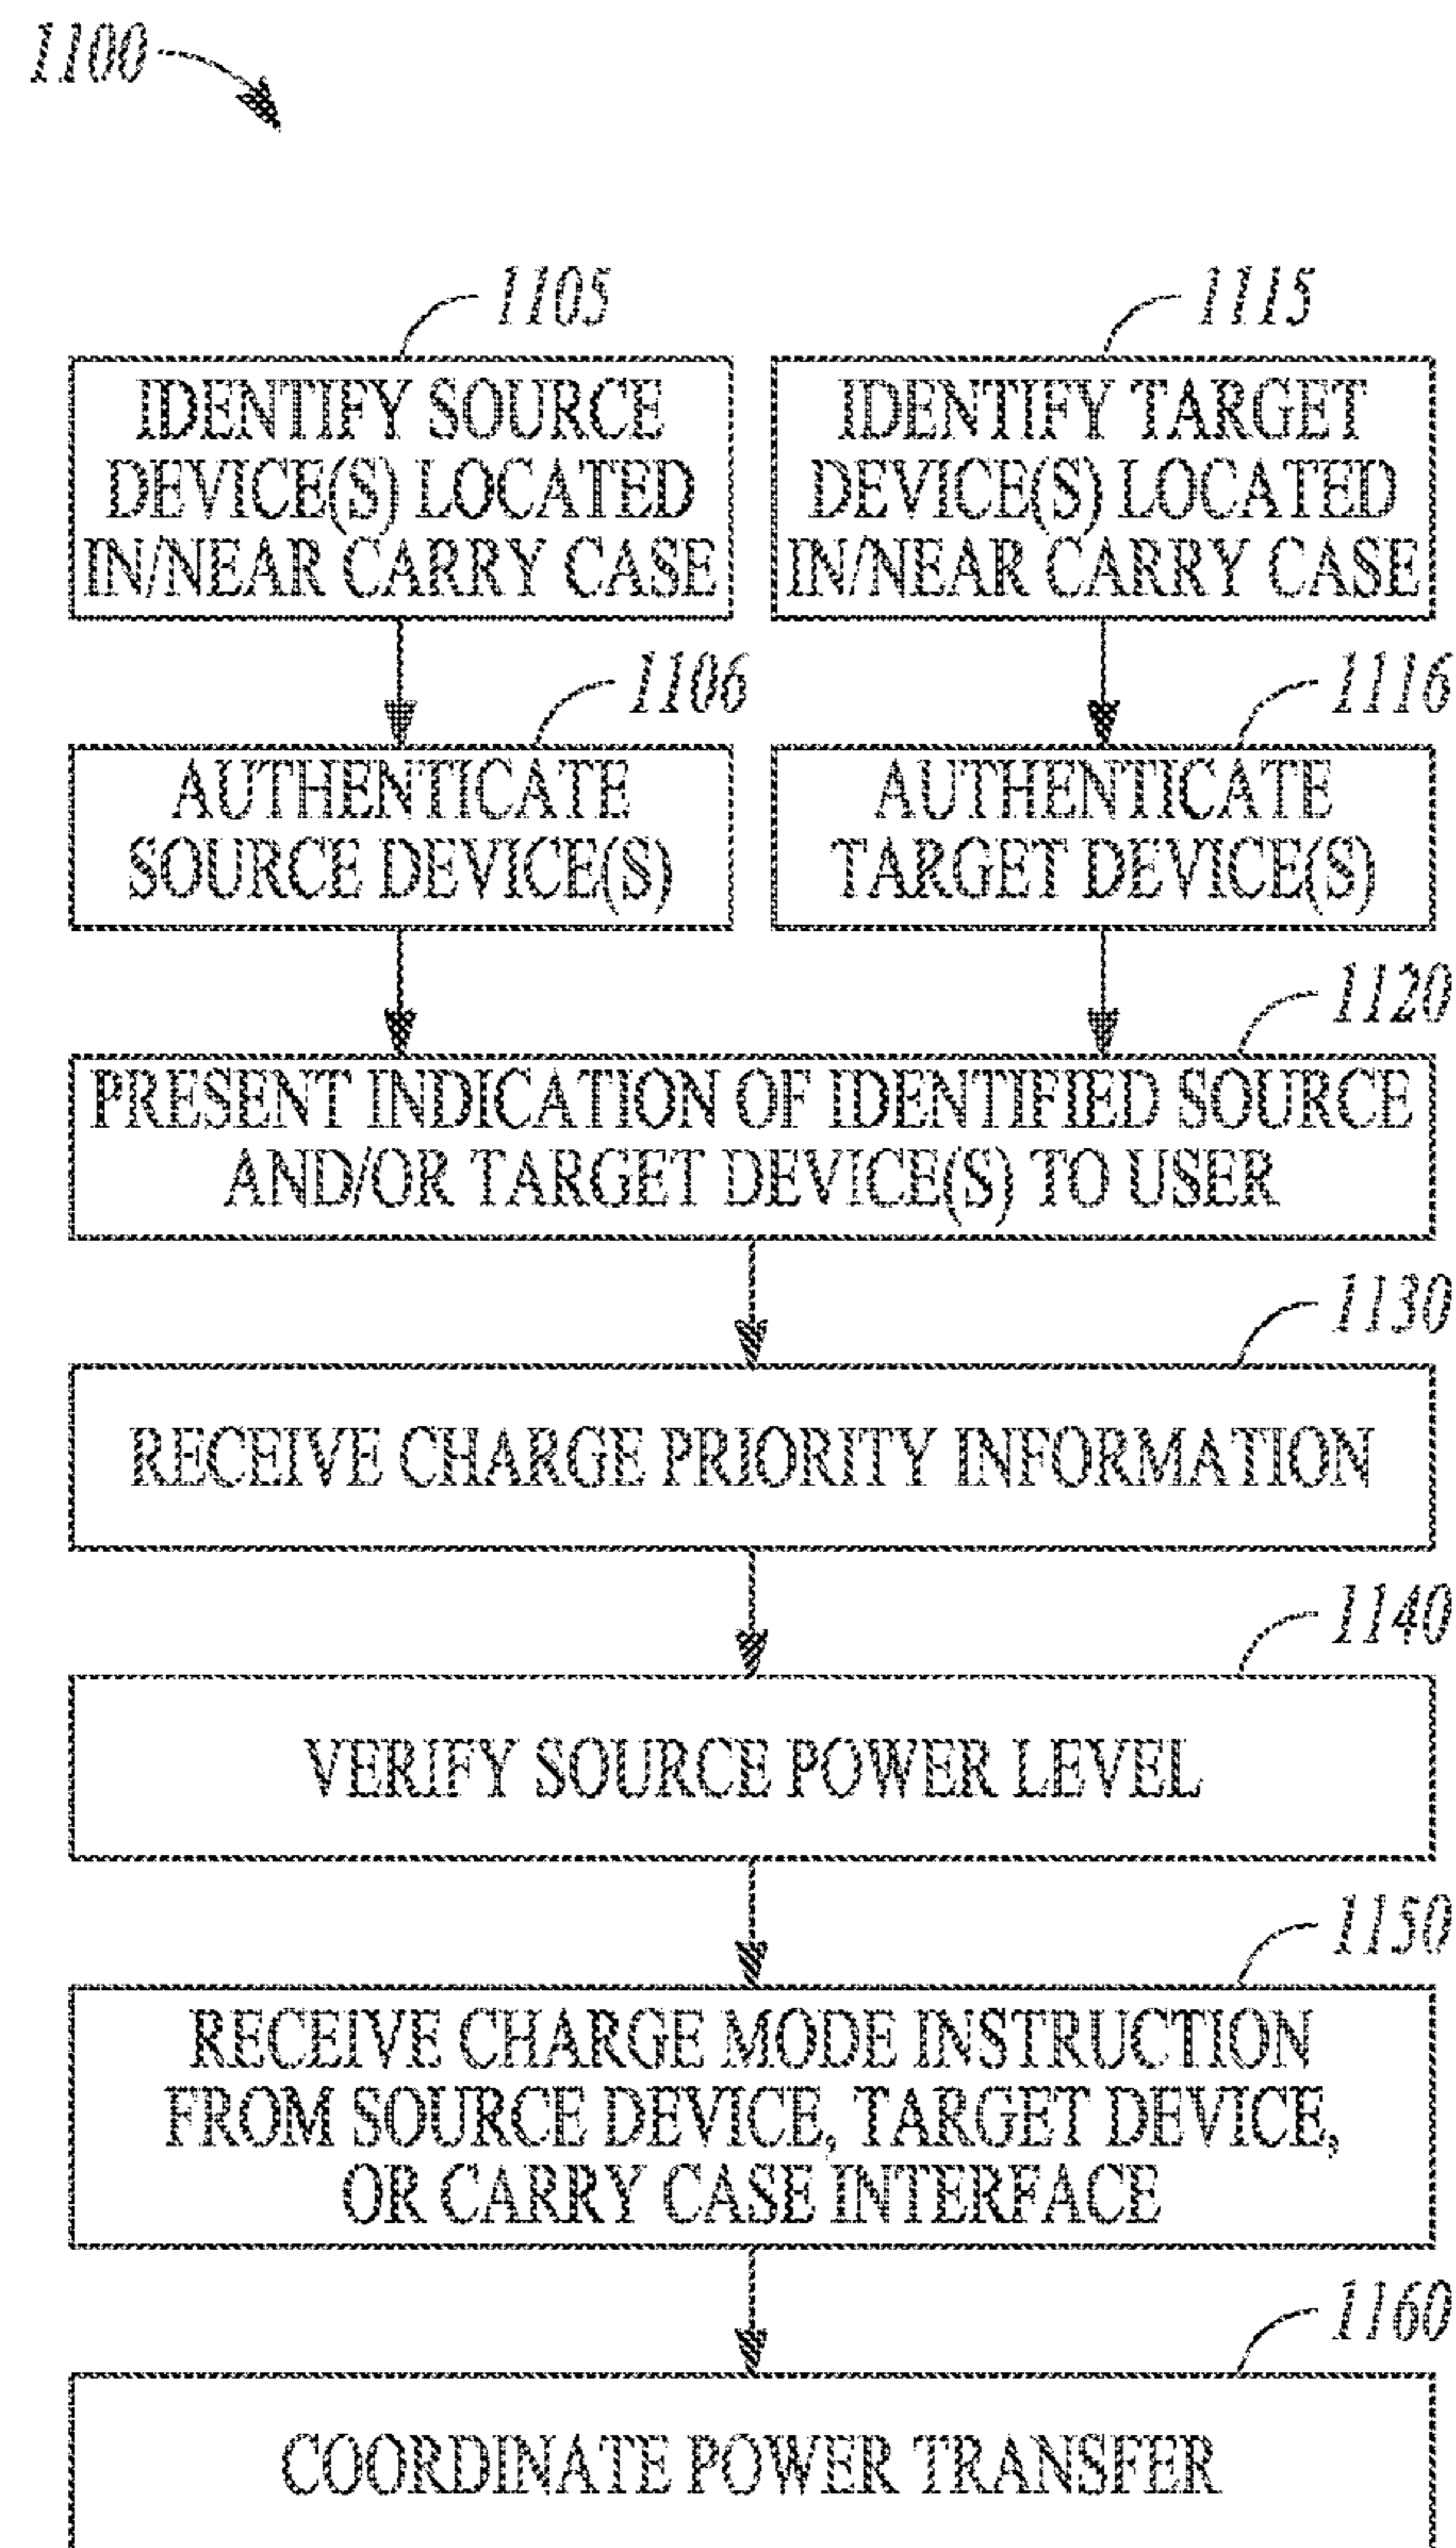 1100
1105
IDENTIFY SOURCE
DEVICE(S) LOCATED
IN/NEAR CARRY CASE
1115
IDENTIFY TARGET
DEVICE(S) LOCATED
IN/NEAR CARRY CASE
1106
AUTHENTICATE
SOURCE DEVICE(S)
1116
AUTHENTICATE
TARGET DEVICE(S)
1120
PRESENT INDICATION OF IDENTIFIED SOURCE
AND/OR TARGET DEVICE(S) TO USER
1130
RECEIVE CHARGE PRIORITY INFORMATION
1140
VERIFY SOURCE POWER LEVEL
1150
RECEIVE CHARGE MODE INSTRUCTION
FROM SOURCE DEVICE, TARGET DEVICE,
OR CARRY CASE INTERFACE
1160
COORDINATE POWER TRANSFER